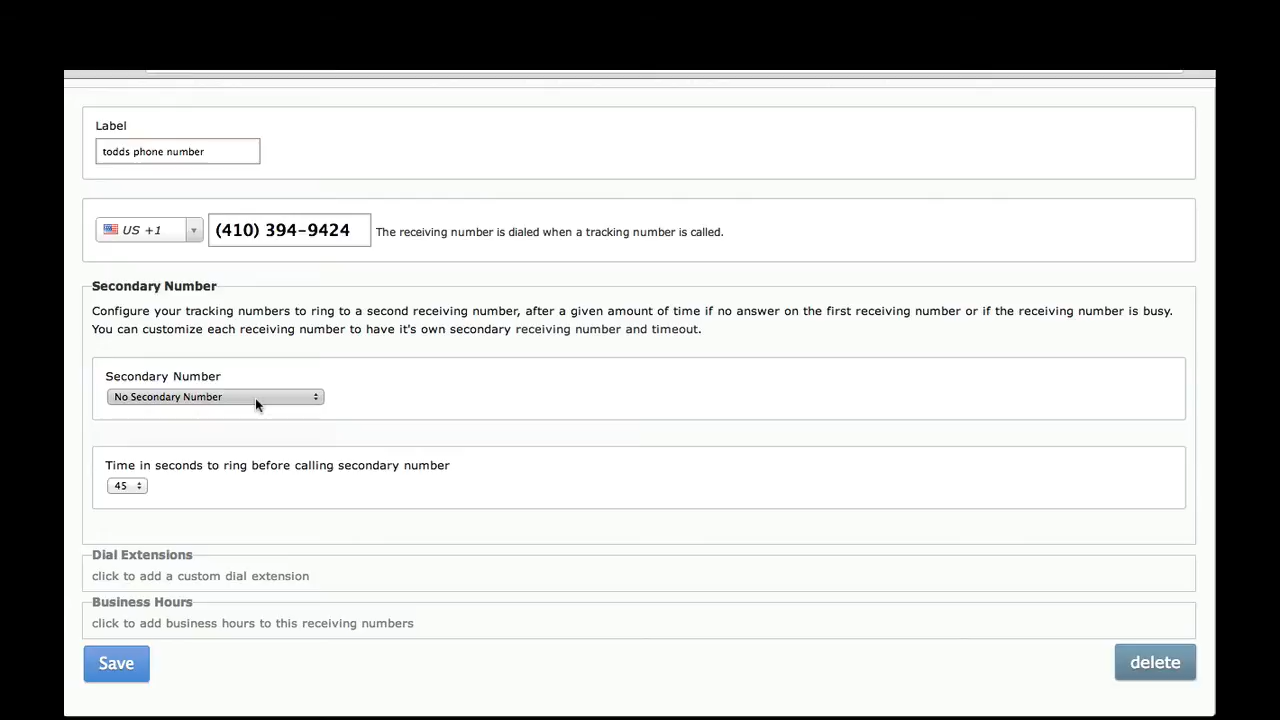 Label
todds phone number
US +1
(410) 394-9424
The receiving number is dialed when a tracking number is called.
Secondary Number
Configure your tracking numbers to ring to a second receiving number, after a given amount of time if no answer on the first receiving number or if the receiving number is busy.
You can customize each receiving number to have it's own secondary receiving number and timeout.
Secondary Number
No Secondary Number
Time in seconds to ring before calling secondary number
45
Dial Extensions
click to add a custom dial extension
Business Hours
click to add business hours to this receiving numbers
Save
delete